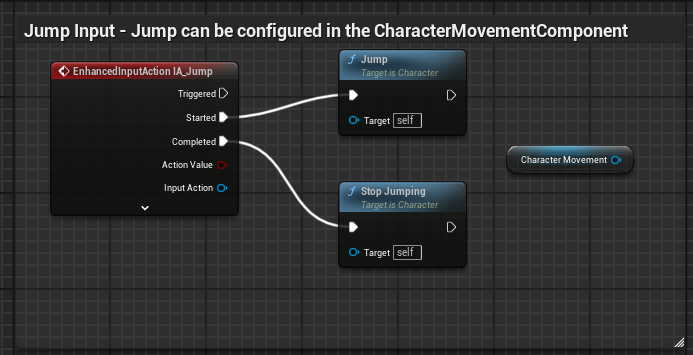 Jump Input - Jump can be configured in the CharacterMovementComponent
EnhancedInputAction IA_Jump
Triggered
Started
Completed
Action Value
Input Action
f Jump
Target is Character
Target self
f Stop Jumping
Target is Character
Target self
Character Movement